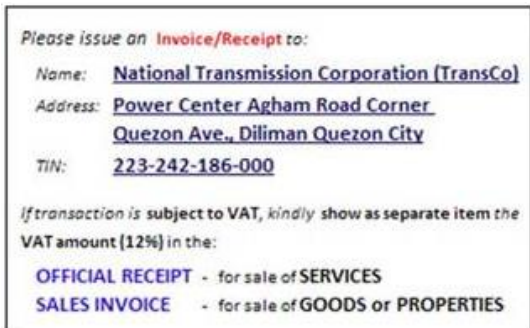 Please issue an Invoice/Receipt to:
Name: National Transmission Corporation (TransCo)
Address: Power Center Agham Road Corner
Quezon Ave., Diliman Quezon City
TIN: 223-242-186-000
If transaction is subject to VAT, kindly show as separate item the
VAT amount (12%) in the:
OFFICIAL RECEIPT - for sale of SERVICES
SALES INVOICE - for sale of GOODS or PROPERTIES